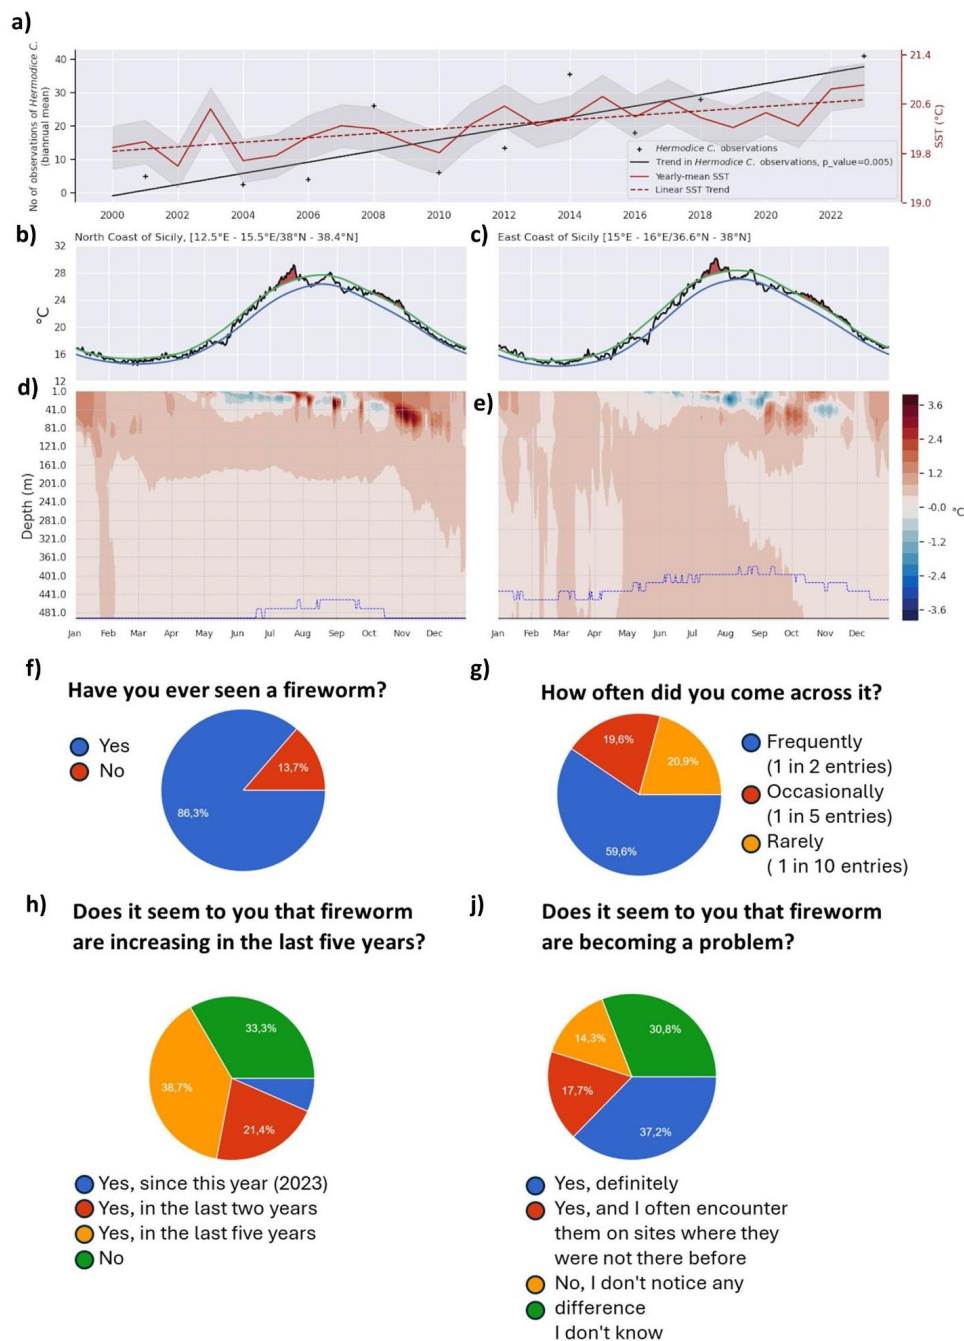 a)
No of observations of Hermodice C.
(biannual mean)
40
30
20
10
0
21.4
20.6
19.8
19.0
SST (°C)
Hermodice C. observations
Trend in Hermodice C. observations, p_value=0.005)
Yearly-mean SST
Linear SST Trend
2000 2002 2004 2006 2008 2010 2012 2014 2016 2018 2020 2022
b) North Coast of Sicily, [12.5°E - 15.5°E/38°N - 38.4°N]
c) East Coast of Sicily [15°E - 16°E/36.6°N - 38°N]
°C
32
28
24
20
16
12
d)
e)
Depth (m)
1.0
41.0
81.0
121.0
161.0
201.0
241.0
281.0
321.0
361.0
401.0
441.0
481.0
Jan Feb Mar Apr May Jun Jul Aug Sep Oct Nov Dec
Jan Feb Mar Apr May Jun Jul Aug Sep Oct Nov Dec
3.6
2.4
1.2
-0.0
-1.2
-2.4
-3.6
°C
f)
Have you ever seen a fireworm?
Yes
No
13,7%
86,3%
g)
How often did you come across it?
19,6%
20,9%
59,6%
Frequently
(1 in 2 entries)
Occasionally
(1 in 5 entries)
Rarely
( 1 in 10 entries)
h) Does it seem to you that fireworm
are increasing in the last five years?
33,3%
38,7%
21,4%
Yes, since this year (2023)
Yes, in the last two years
Yes, in the last five years
No
j) Does it seem to you that fireworm
are becoming a problem?
30,8%
14,3%
17,7%
37,2%
Yes, definitely
Yes, and I often encounter
them on sites where they
were not there before
No, I don't notice any
difference
I don't know